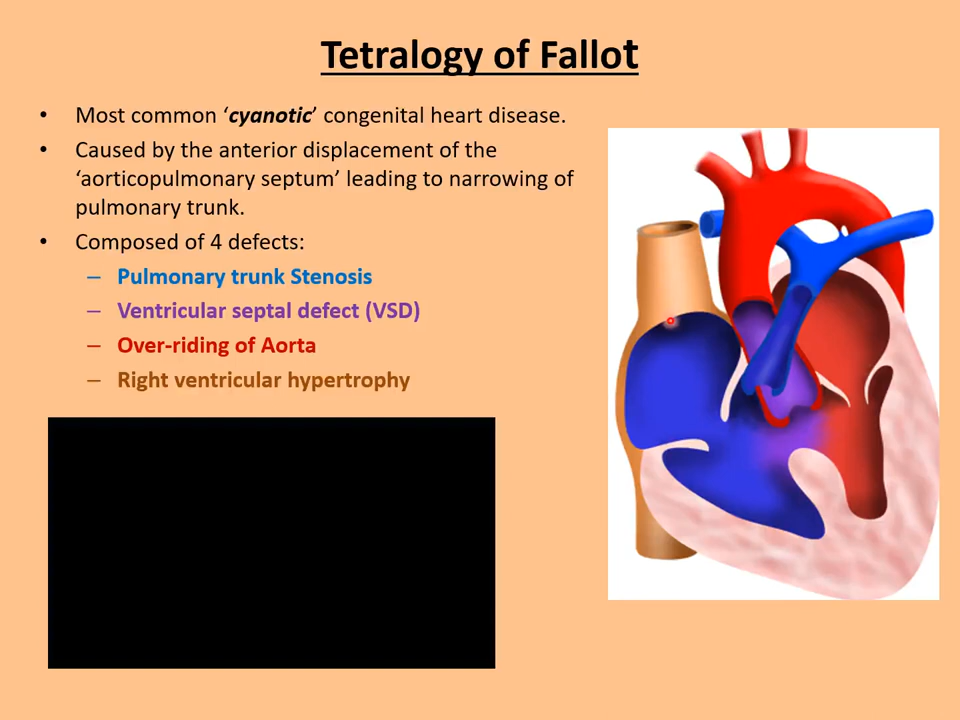 Tetralogy of Fallot
• Most common ‘cyanotic’ congenital heart disease.
• Caused by the anterior displacement of the
‘aorticopulmonary septum’ leading to narrowing of
pulmonary trunk.
• Composed of 4 defects:
– Pulmonary trunk Stenosis
– Ventricular septal defect (VSD)
– Over-riding of Aorta
– Right ventricular hypertrophy